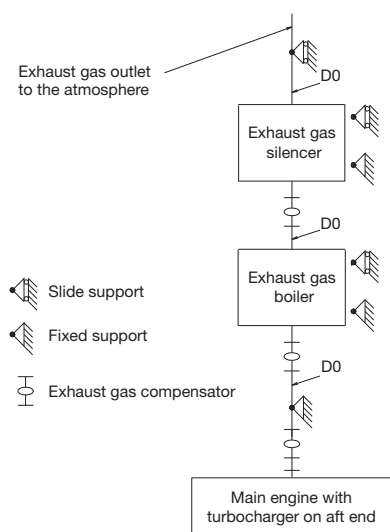 Exhaust gas outlet
to the atmosphere
D0
Exhaust gas
silencer
D0
Exhaust gas
boiler
Slide support
Fixed support
D0
Exhaust gas compensator
Main engine with
turbocharger on aft end